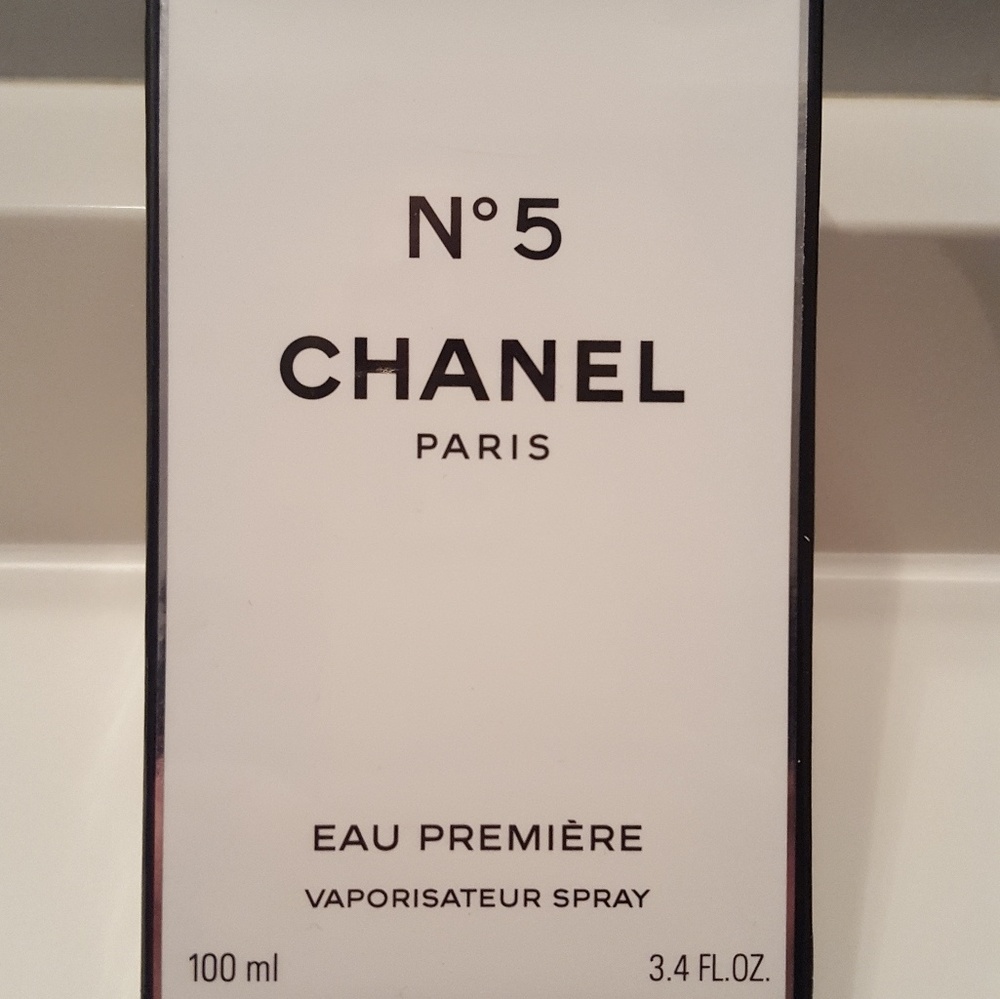 N°5
CHANEL
PARIS
EAU PREMIÈRE
VAPORISATEUR SPRAY
100 ml 3.4 FL.OZ.